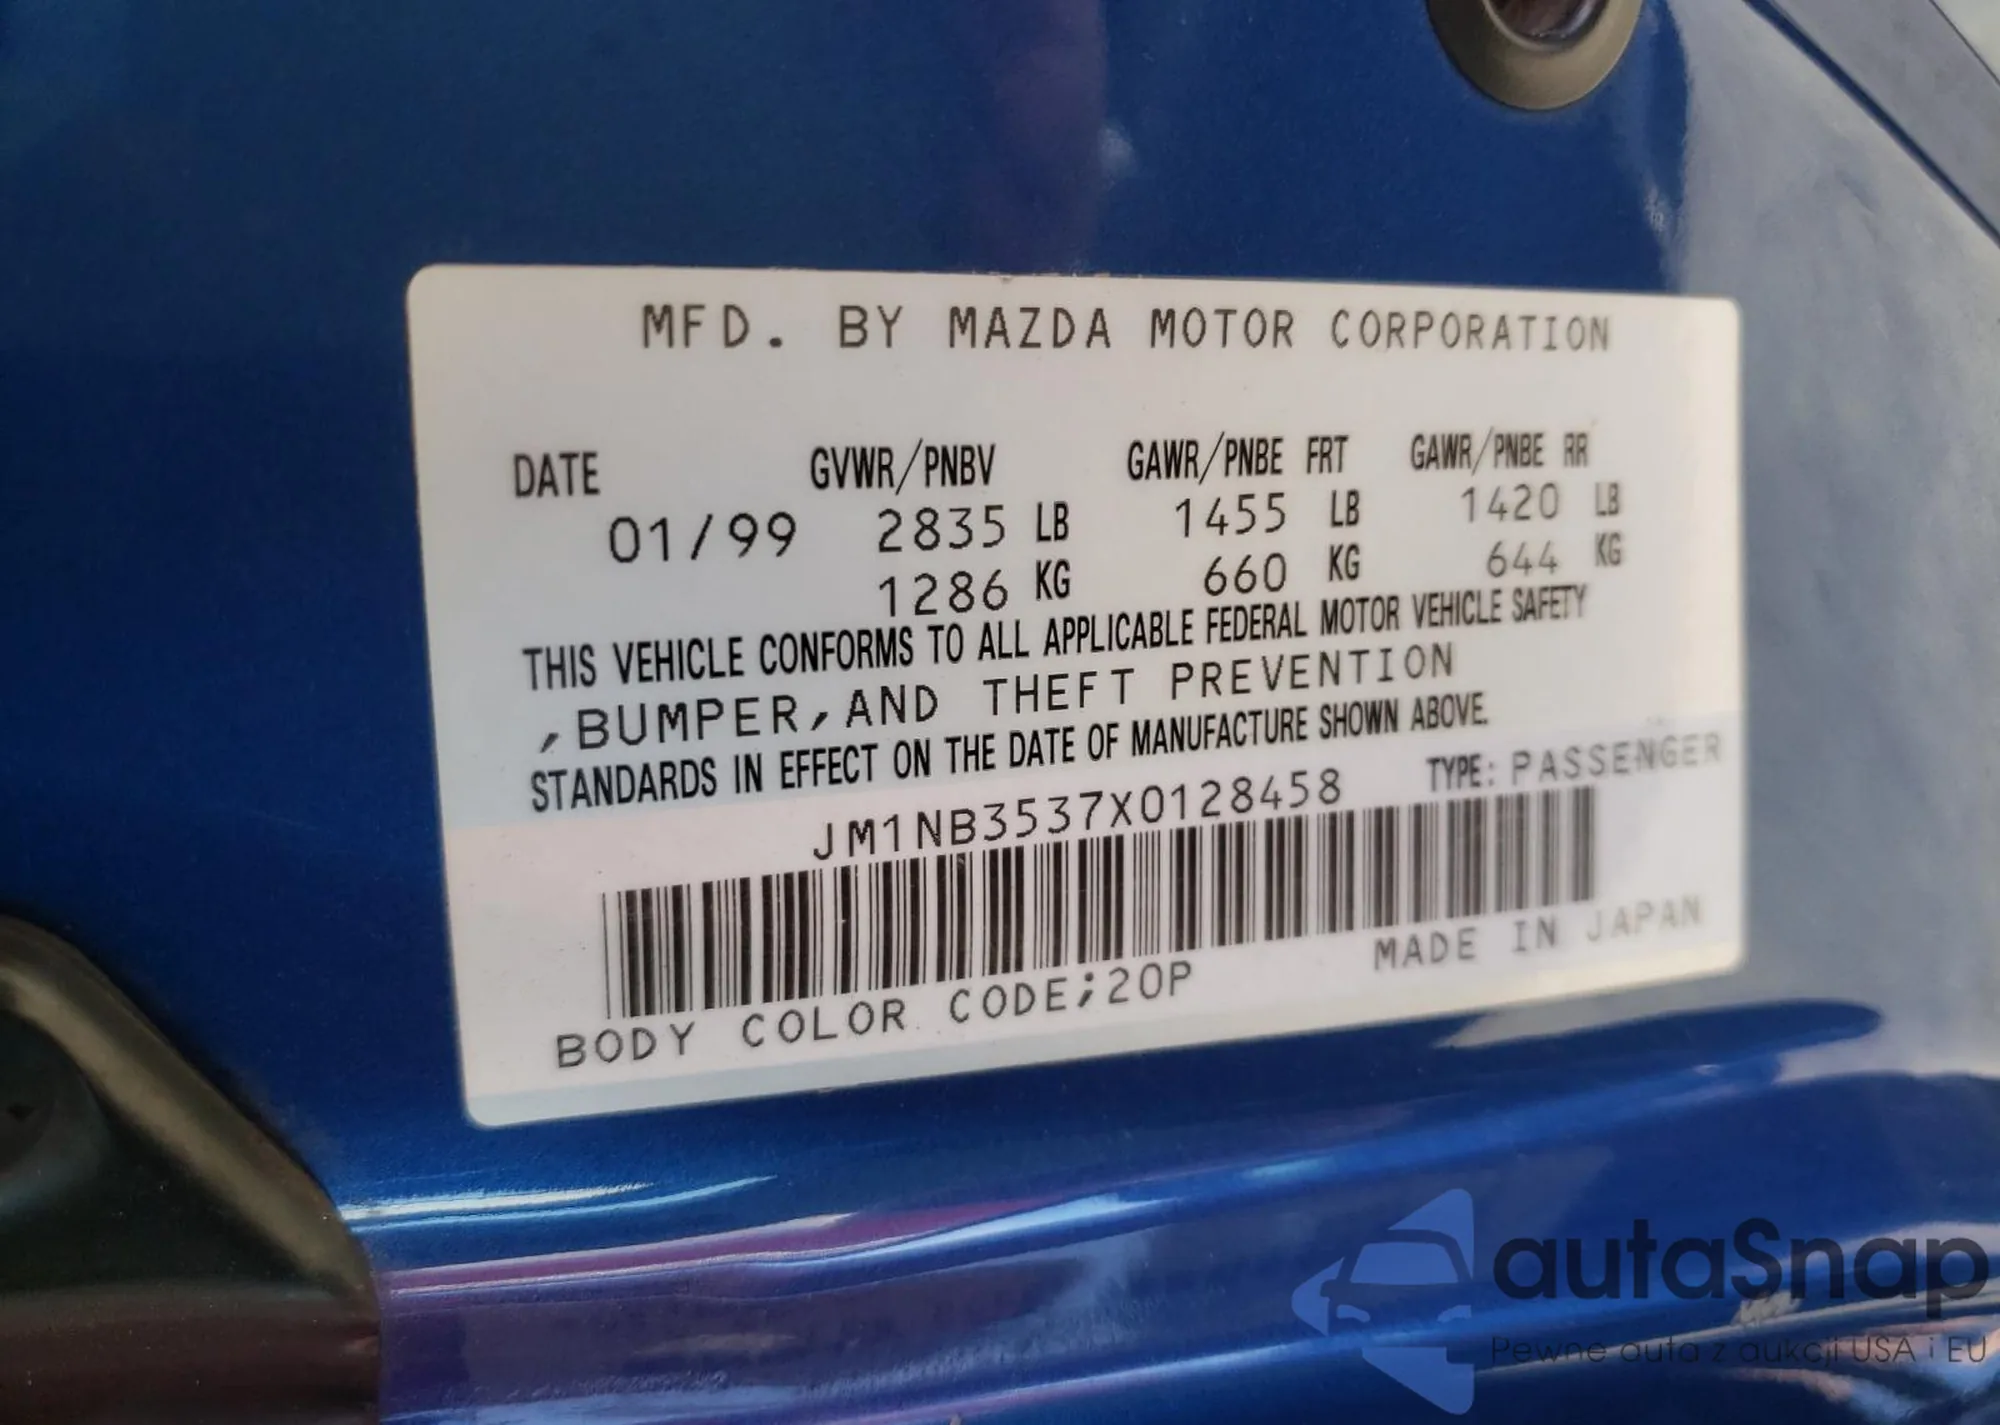 MFD. BY MAZDA MOTOR CORPORATION
DATE GVWR/PNBV GAWR/PNBE FRT GAWR/PNBE RR
01/99 2835 LB 1455 LB 1420 LB
1286 KG 660 KG 644 KG
THIS VEHICLE CONFORMS TO ALL APPLICABLE FEDERAL MOTOR VEHICLE SAFETY
,BUMPER,AND THEFT PREVENTION
STANDARDS IN EFFECT ON THE DATE OF MANUFACTURE SHOWN ABOVE.
JM1NB3537X0128458 TYPE: PASSENGER
MADE IN JAPAN
BODY COLOR CODE;20P
autaSnap
Pewne auta z aukcji USA i EU